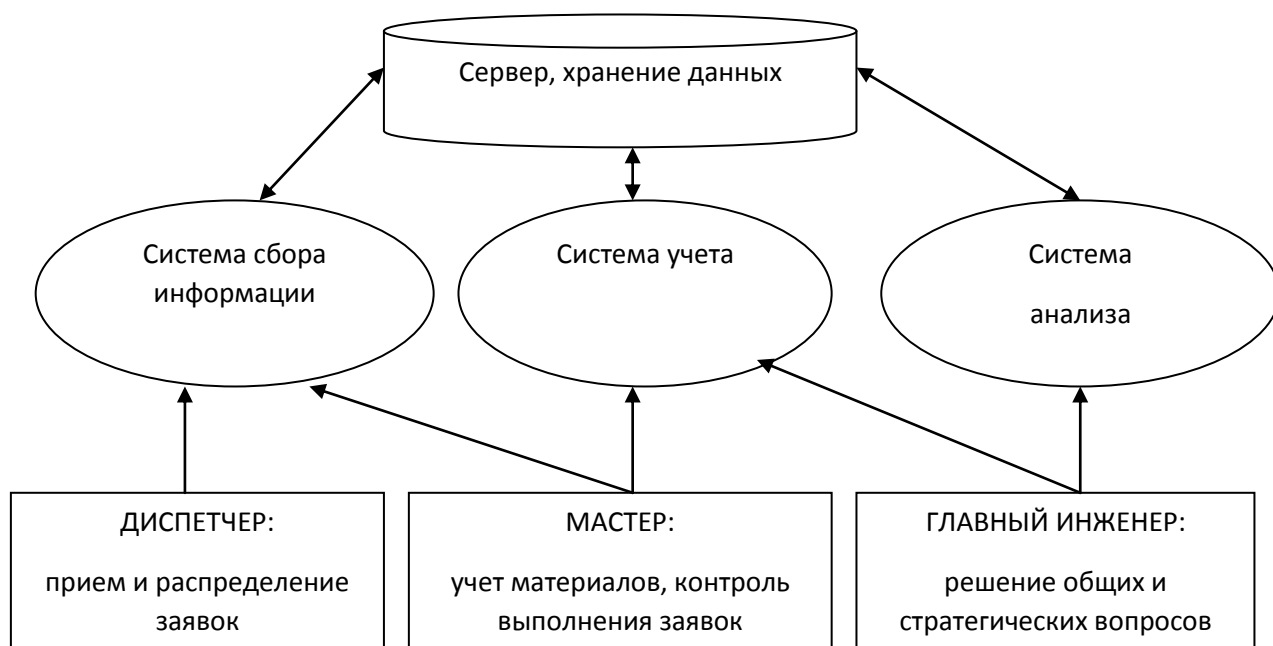 Сервер, хранение данных
Система сбора
информации
Система учета
Система
анализа
ДИСПЕТЧЕР:
прием и распределение
заявок
МАСТЕР:
учет материалов, контроль
выполнения заявок
ГЛАВНЫЙ ИНЖЕНЕР:
решение общих и
стратегических вопросов